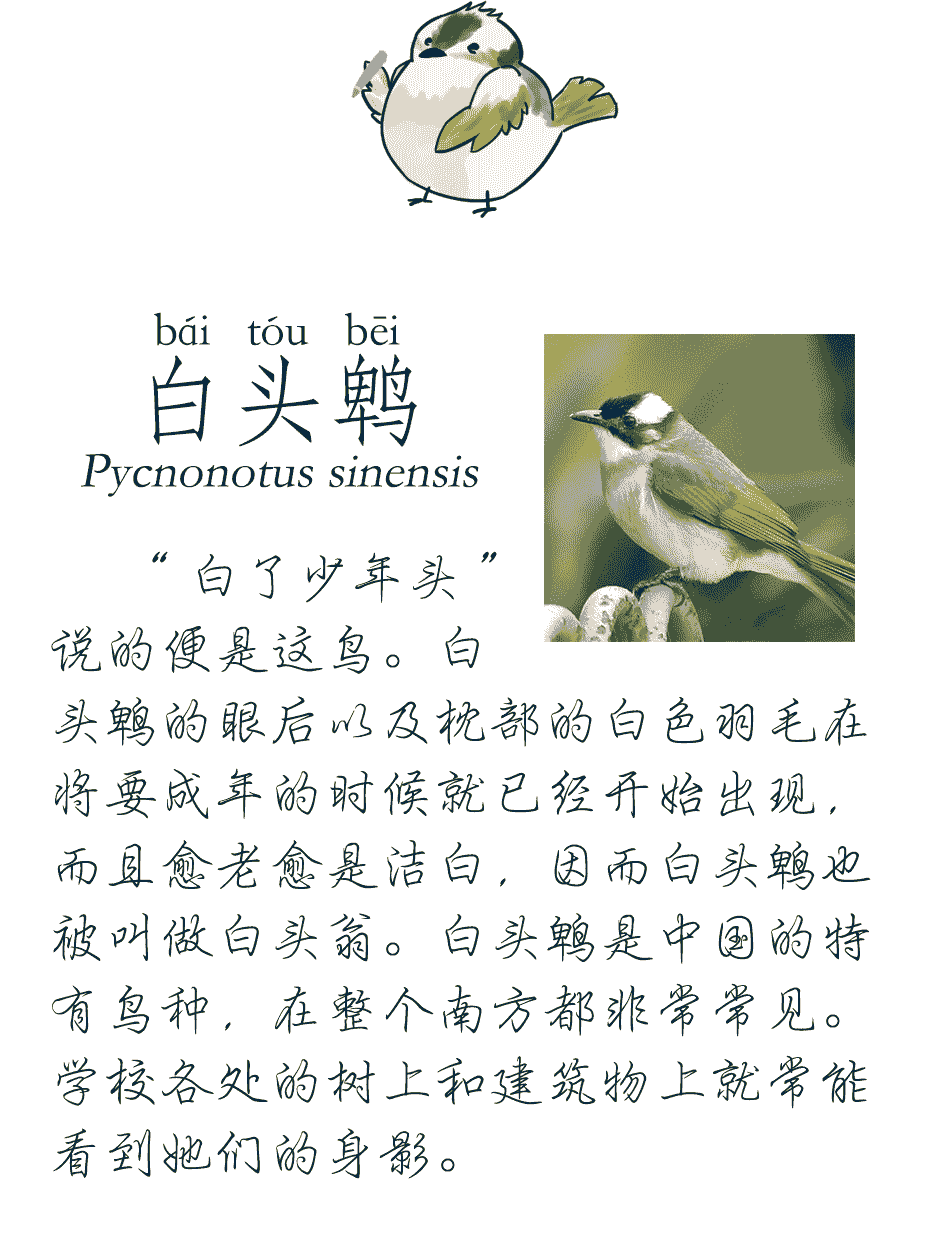 bái tóu bēi
白头鹎
Pycnonotus sinensis
“白了少年头”
说的便是这鸟。白
头鹎的眼后以及枕部的白色羽毛在
将要成年的时候就已经开始出现，
而且愈老愈是洁白，因而白头鹎也
被叫做白头翁。白头鹎是中国的特
有鸟种，在整个南方都非常常见。
学校各处的树上和建筑物上就常能
看到她们的身影。